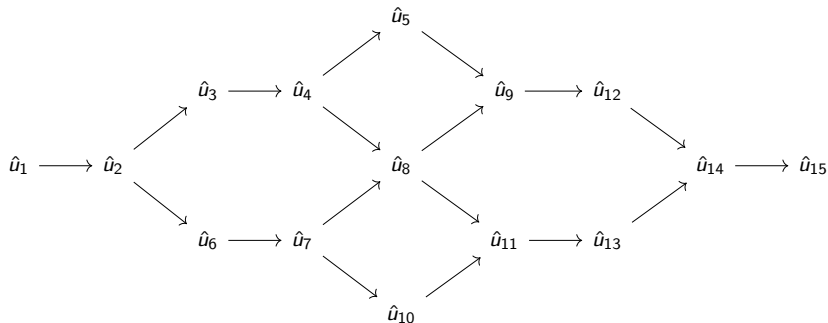 û₅
û₃ û₄ û₉ û₁₂
û₁ û₂ û₈ û₁₄ û₁₅
û₆ û₇ û₁₁ û₁₃
û₁₀